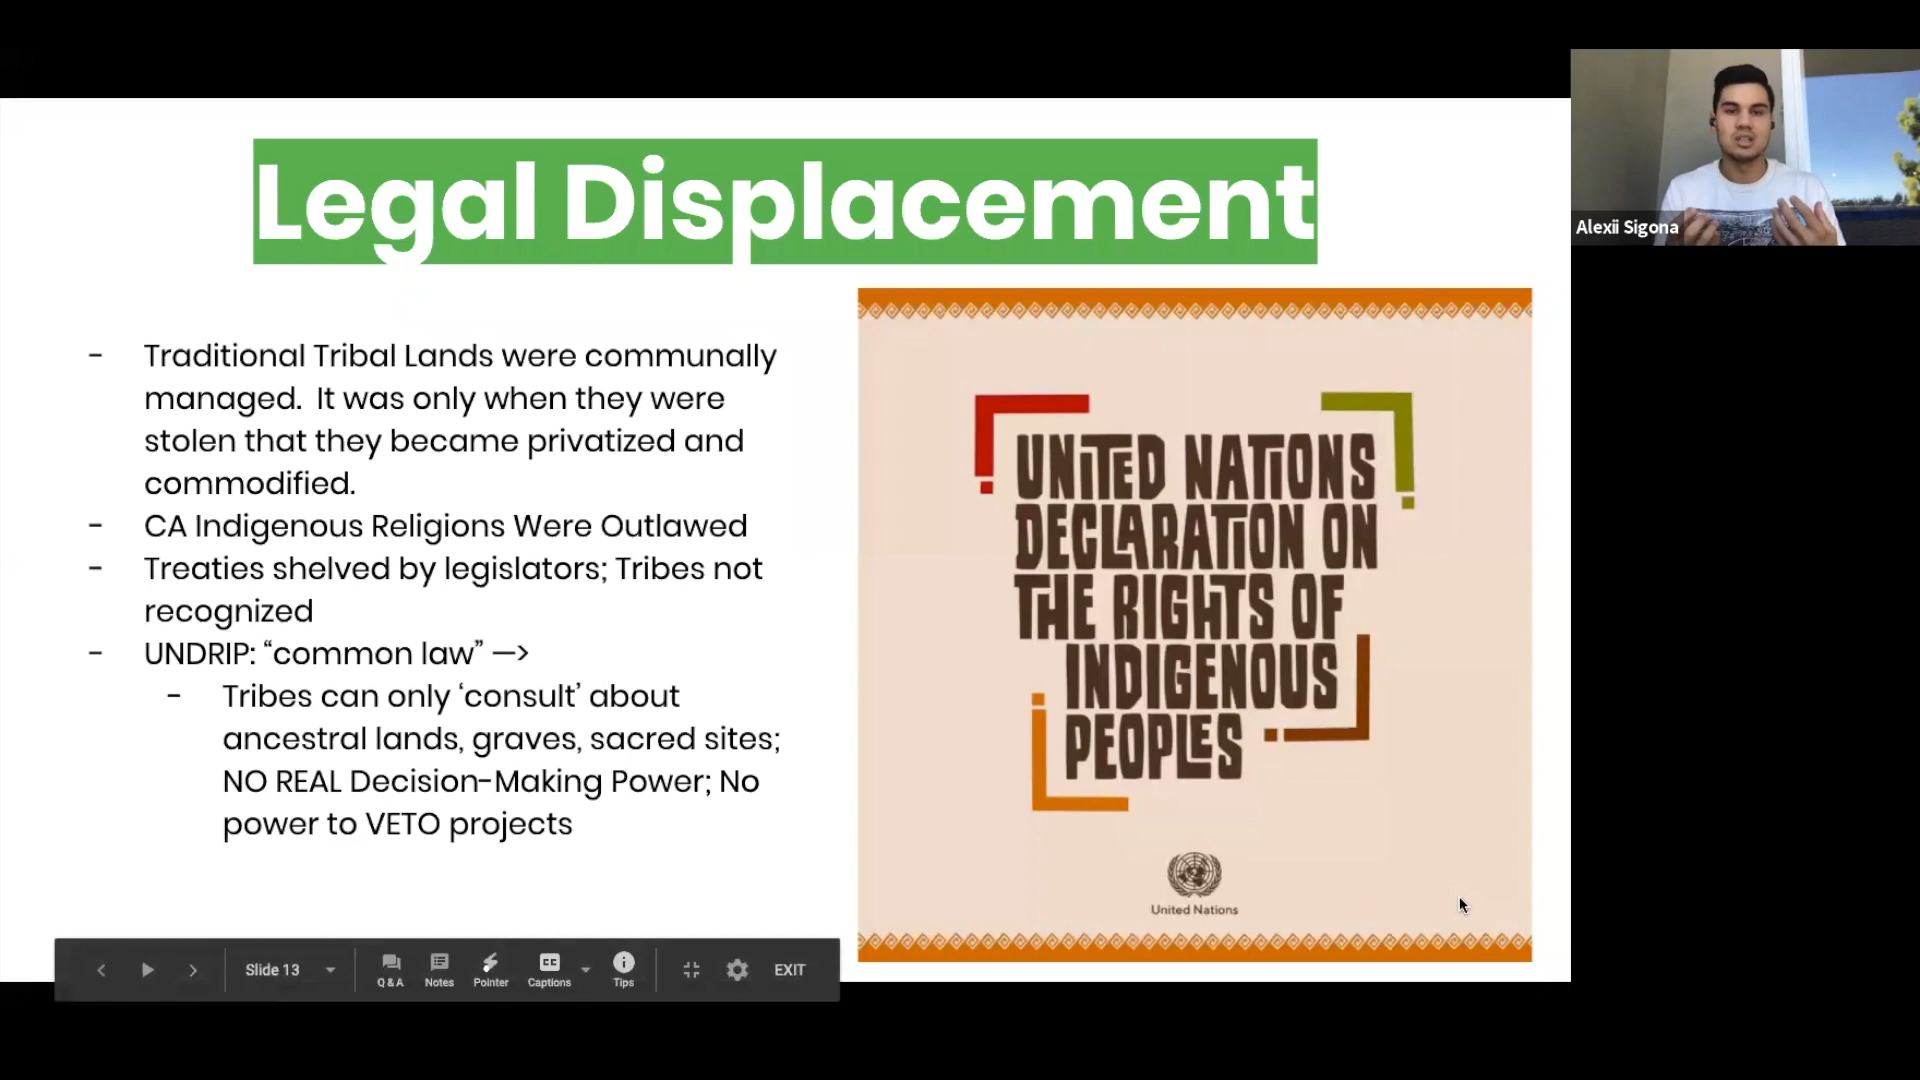 Legal Displacement
- Traditional Tribal Lands were communally
managed.  It was only when they were
stolen that they became privatized and
commodified.
- CA Indigenous Religions Were Outlawed
- Treaties shelved by legislators; Tribes not
recognized
- UNDRIP: “common law” —>
- Tribes can only ‘consult’ about
ancestral lands, graves, sacred sites;
NO REAL Decision-Making Power; No
power to VETO projects
UNITED NATIONS
DECLARATION ON
THE RIGHTS OF
INDIGENOUS
PEOPLES
United Nations
Alexii Sigona
Slide 13
Q & A
Notes
Pointer
CC
Captions
Tips
EXIT